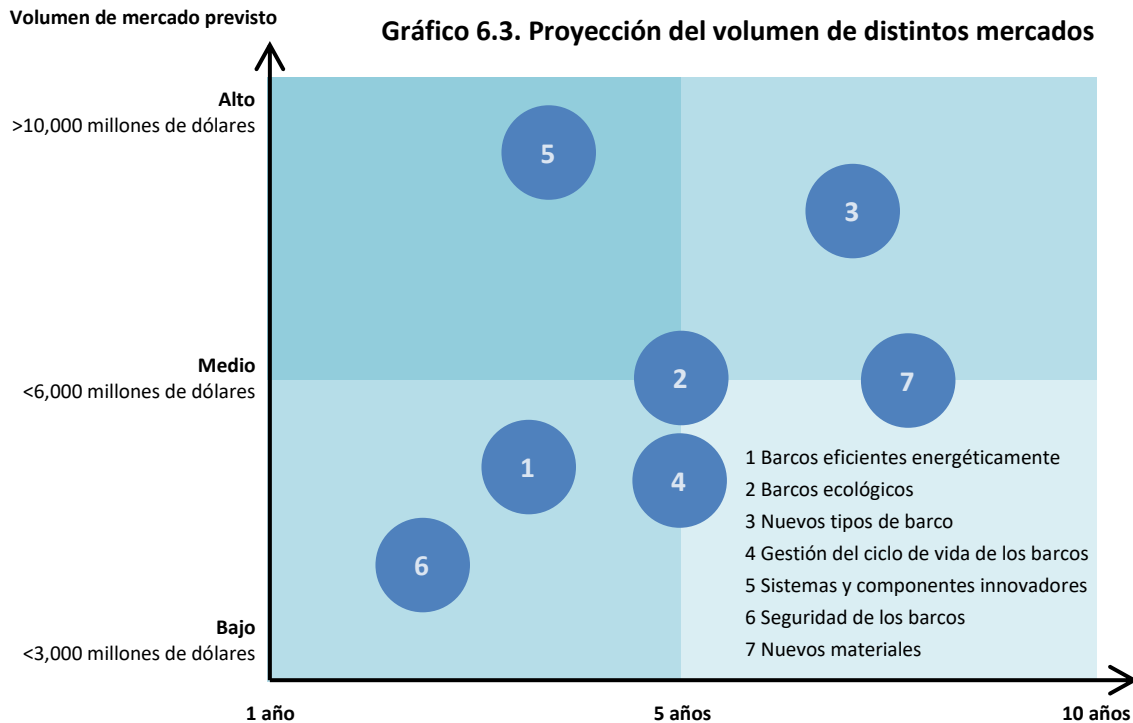 Volumen de mercado previsto
Gráfico 6.3. Proyección del volumen de distintos mercados
Alto
>10,000 millones de dólares
5
3
Medio
<6,000 millones de dólares
2
7
1
4
6
1 Barcos eficientes energéticamente
2 Barcos ecológicos
3 Nuevos tipos de barco
4 Gestión del ciclo de vida de los barcos
5 Sistemas y componentes innovadores
6 Seguridad de los barcos
7 Nuevos materiales
Bajo
<3,000 millones de dólares
1 año
5 años
10 años